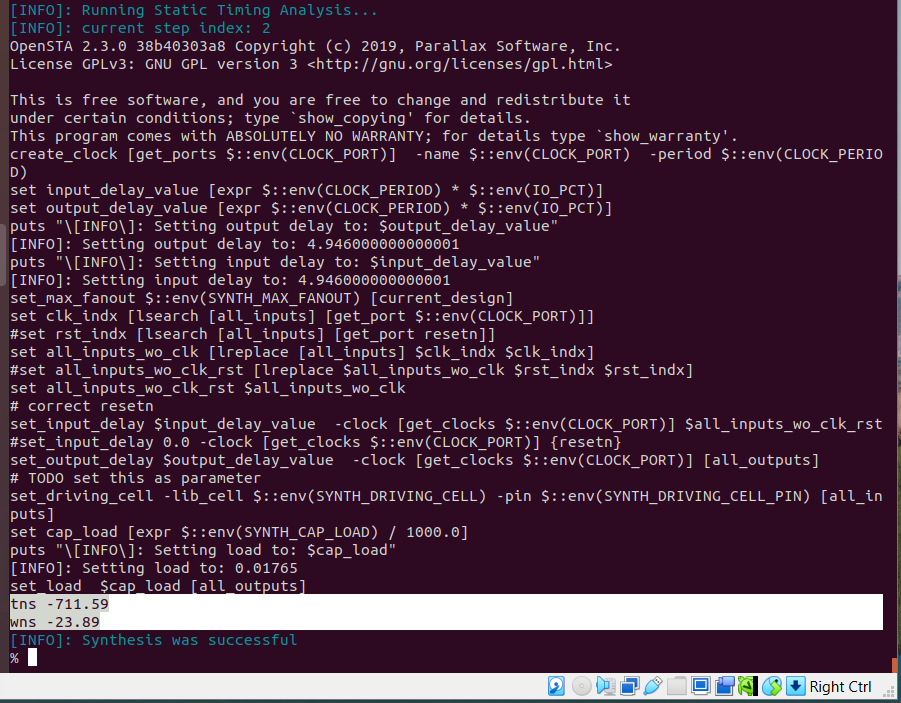 [INFO]: Running Static Timing Analysis...
[INFO]: current step index: 2
OpenSTA 2.3.0 38b40303a8 Copyright (c) 2019, Parallax Software, Inc.
License GPLv3: GNU GPL version 3 <http://gnu.org/licenses/gpl.html>

This is free software, and you are free to change and redistribute it
under certain conditions; type `show_copying' for details.
This program comes with ABSOLUTELY NO WARRANTY; for details type `show_warranty'.
create_clock [get_ports $::env(CLOCK_PORT)]  -name $::env(CLOCK_PORT)  -period $::env(CLOCK_PERIO
D)
set input_delay_value [expr $::env(CLOCK_PERIOD) * $::env(IO_PCT)]
set output_delay_value [expr $::env(CLOCK_PERIOD) * $::env(IO_PCT)]
puts "\[INFO\]: Setting output delay to: $output_delay_value"
[INFO]: Setting output delay to: 4.946000000000001
puts "\[INFO\]: Setting input delay to: $input_delay_value"
[INFO]: Setting input delay to: 4.946000000000001
set_max_fanout $::env(SYNTH_MAX_FANOUT) [current_design]
set clk_indx [lsearch [all_inputs] [get_port $::env(CLOCK_PORT)]]
#set rst_indx [lsearch [all_inputs] [get_port resetn]]
set all_inputs_wo_clk [lreplace [all_inputs] $clk_indx $clk_indx]
#set all_inputs_wo_clk_rst [lreplace $all_inputs_wo_clk $rst_indx $rst_indx]
set all_inputs_wo_clk_rst $all_inputs_wo_clk
# correct resetn
set_input_delay $input_delay_value  -clock [get_clocks $::env(CLOCK_PORT)] $all_inputs_wo_clk_rst
#set_input_delay 0.0 -clock [get_clocks $::env(CLOCK_PORT)] {resetn}
set_output_delay $output_delay_value  -clock [get_clocks $::env(CLOCK_PORT)] [all_outputs]
# TODO set this as parameter
set_driving_cell -lib_cell $::env(SYNTH_DRIVING_CELL) -pin $::env(SYNTH_DRIVING_CELL_PIN) [all_in
puts]
set cap_load [expr $::env(SYNTH_CAP_LOAD) / 1000.0]
puts "\[INFO\]: Setting load to: $cap_load"
[INFO]: Setting load to: 0.01765
set_load  $cap_load [all_outputs]
tns -711.59
wns -23.89
[INFO]: Synthesis was successful
%
Right Ctrl